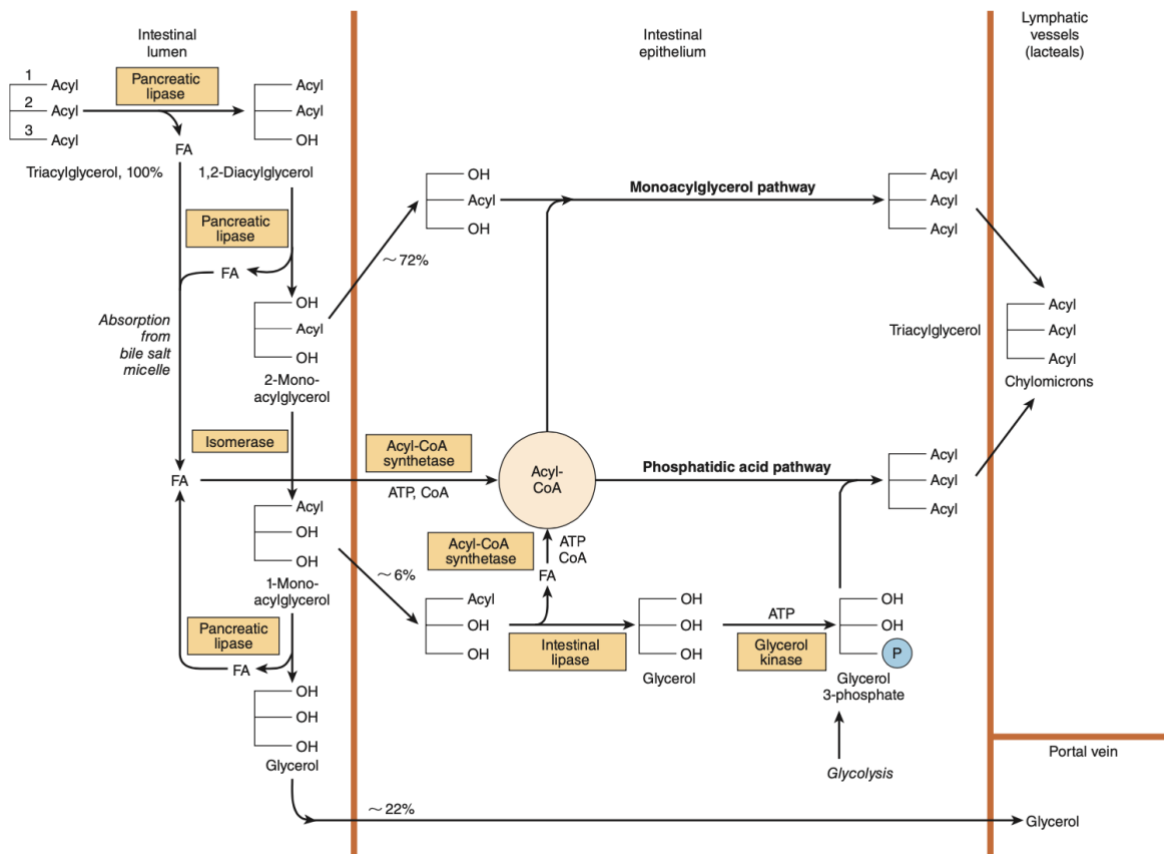 Intestinal
lumen
Intestinal
epithelium
Lymphatic
vessels
(lacteals)
1
Acyl
2
Acyl
3
Acyl
Triacylglycerol, 100%
Pancreatic
lipase
FA
Acyl
Acyl
OH
1,2-Diacylglycerol
Pancreatic
lipase
FA
Absorption
from
bile salt
micelle
OH
Acyl
OH
2-Mono-
acylglycerol
~72%
OH
Acyl
OH
Monoacylglycerol pathway
Acyl
Acyl
Acyl
Triacylglycerol
Acyl
Acyl
Acyl
Chylomicrons
Isomerase
FA
Acyl-CoA
synthetase
ATP, CoA
Acyl-
CoA
Phosphatidic acid pathway
Acyl
Acyl
Acyl
Acyl
OH
OH
1-Mono-
acylglycerol
~6%
Acyl-CoA
synthetase
ATP
CoA
FA
Acyl
OH
OH
Intestinal
lipase
OH
OH
OH
Glycerol
ATP
Glycerol
kinase
OH
OH
P
Glycerol
3-phosphate
Glycolysis
Pancreatic
lipase
FA
OH
OH
OH
Glycerol
~22%
Portal vein
Glycerol